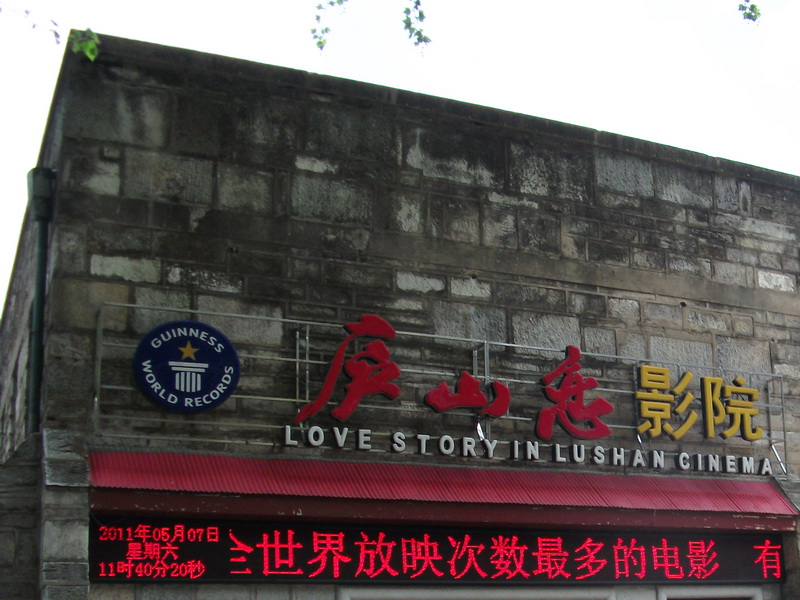 GUINNESS
WORLD RECORDS
庐山恋影院
LOVE STORY IN LUSHAN CINEMA
2011年05月07日
星期六
11时40分20秒
世界放映次数最多的电影 有